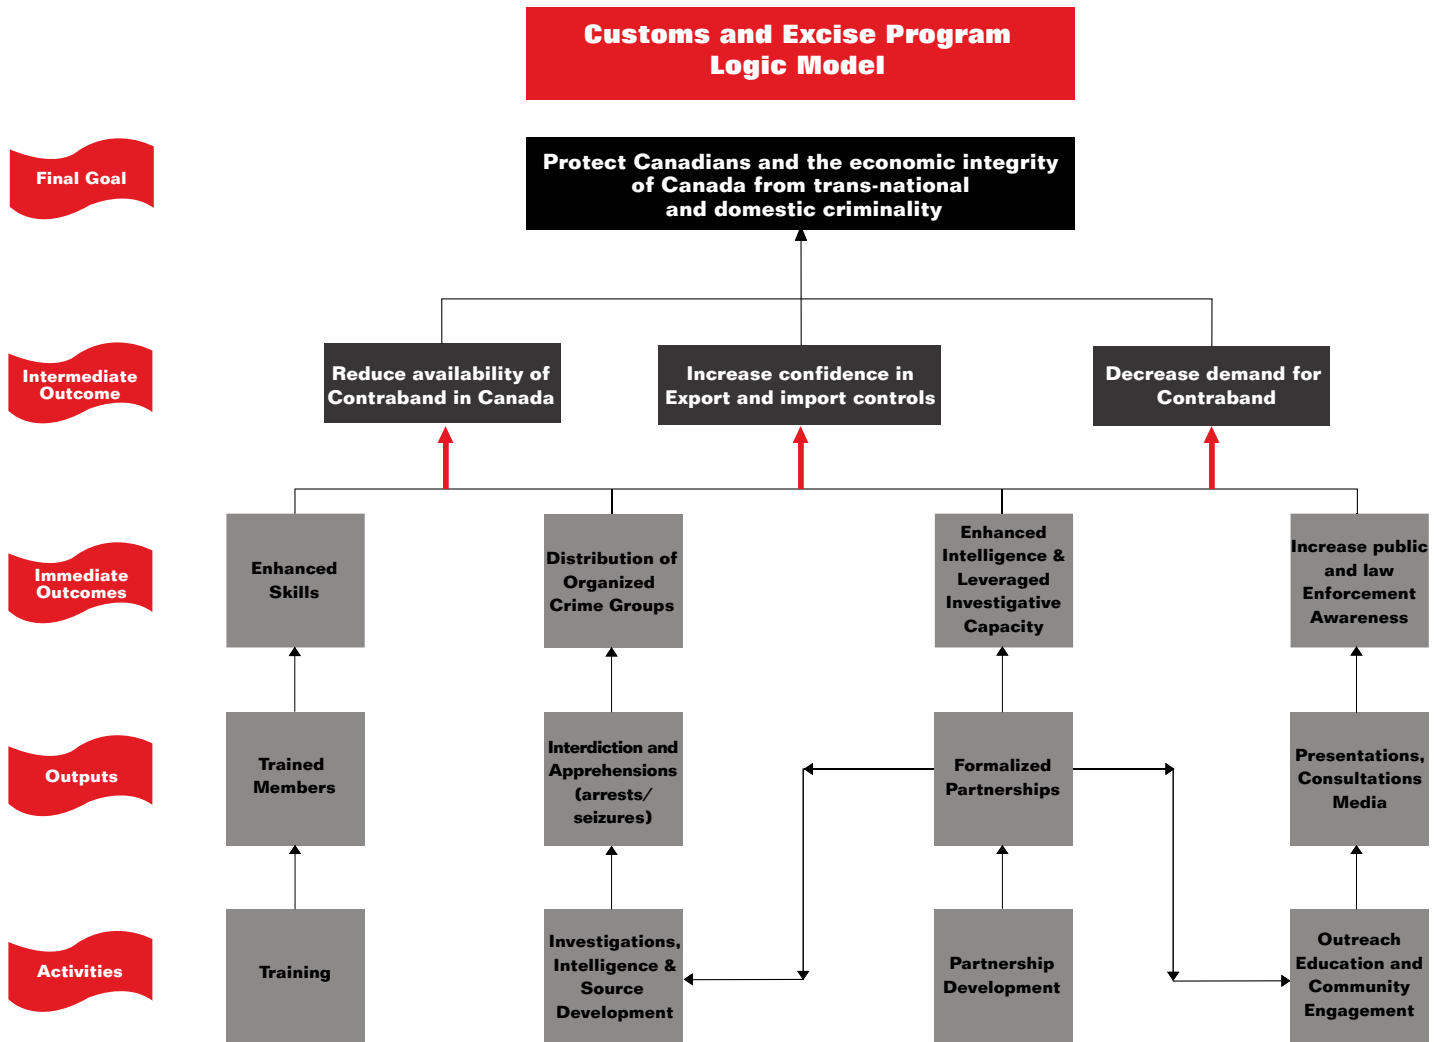 Customs and Excise Program
Logic Model
Final Goal
Protect Canadians and the economic integrity
of Canada from trans-national
and domestic criminality
Intermediate
Outcome
Reduce availability of
Contraband in Canada
Increase confidence in
Export and import controls
Decrease demand for
Contraband
Immediate
Outcomes
Enhanced
Skills
Distribution of
Organized
Crime Groups
Enhanced
Intelligence &
Leveraged
Investigative
Capacity
Increase public
and law
Enforcement
Awareness
Outputs
Trained
Members
Interdiction and
Apprehensions
(arrests/
seizures)
Formalized
Partnerships
Presentations,
Consultations
Media
Activities
Training
Investigations,
Intelligence &
Source
Development
Partnership
Development
Outreach
Education and
Community
Engagement